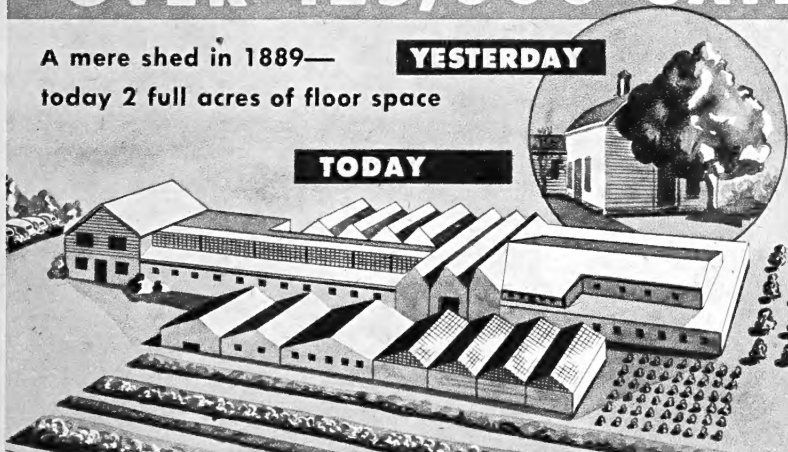 A mere shed in 1889—
today 2 full acres of floor space
YESTERDAY
TODAY